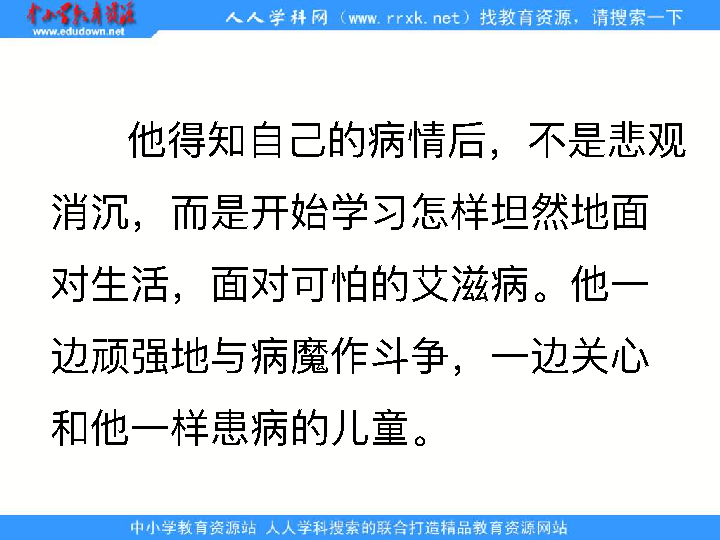 中小学教育资源
www.edudown.net
人人学科网（www.rrxk.net）找教育资源，请搜索一下
他得知自己的病情后，不是悲观
消沉，而是开始学习怎样坦然地面
对生活，面对可怕的艾滋病。他一
边顽强地与病魔作斗争，一边关心
和他一样患病的儿童。
中小学教育资源站 人人学科搜索的联合打造精品教育资源网站